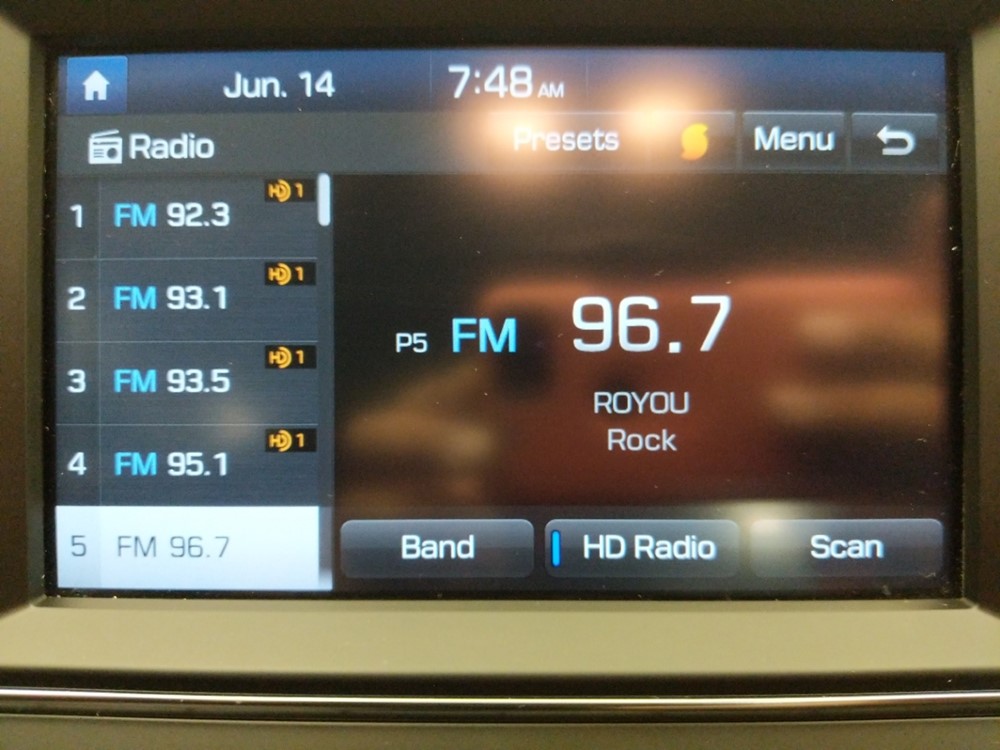 Jun. 14 7:48 AM
Radio Presets Menu
1 FM 92.3 HD 1
2 FM 93.1 HD 1
3 FM 93.5 HD 1
4 FM 95.1 HD 1
5 FM 96.7
P5 FM 96.7
ROYOU
Rock
Band HD Radio Scan